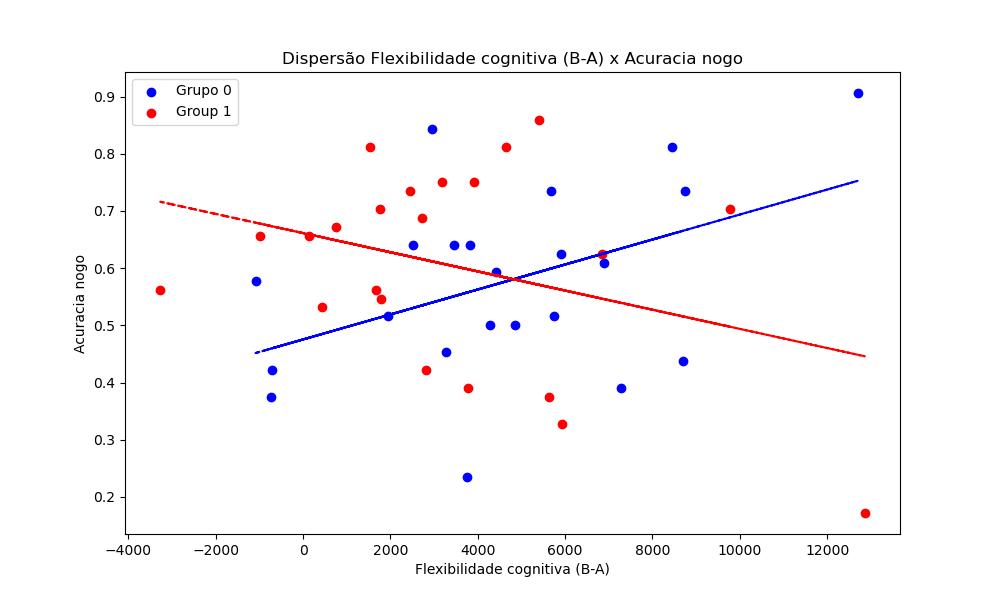 Dispersão Flexibilidade cognitiva (B-A) x Acuracia nogo
Grupo 0
Group 1
0.9
0.8
0.7
0.6
0.5
0.4
0.3
0.2
Acuracia nogo
−4000 −2000 0 2000 4000 6000 8000 10000 12000
Flexibilidade cognitiva (B-A)